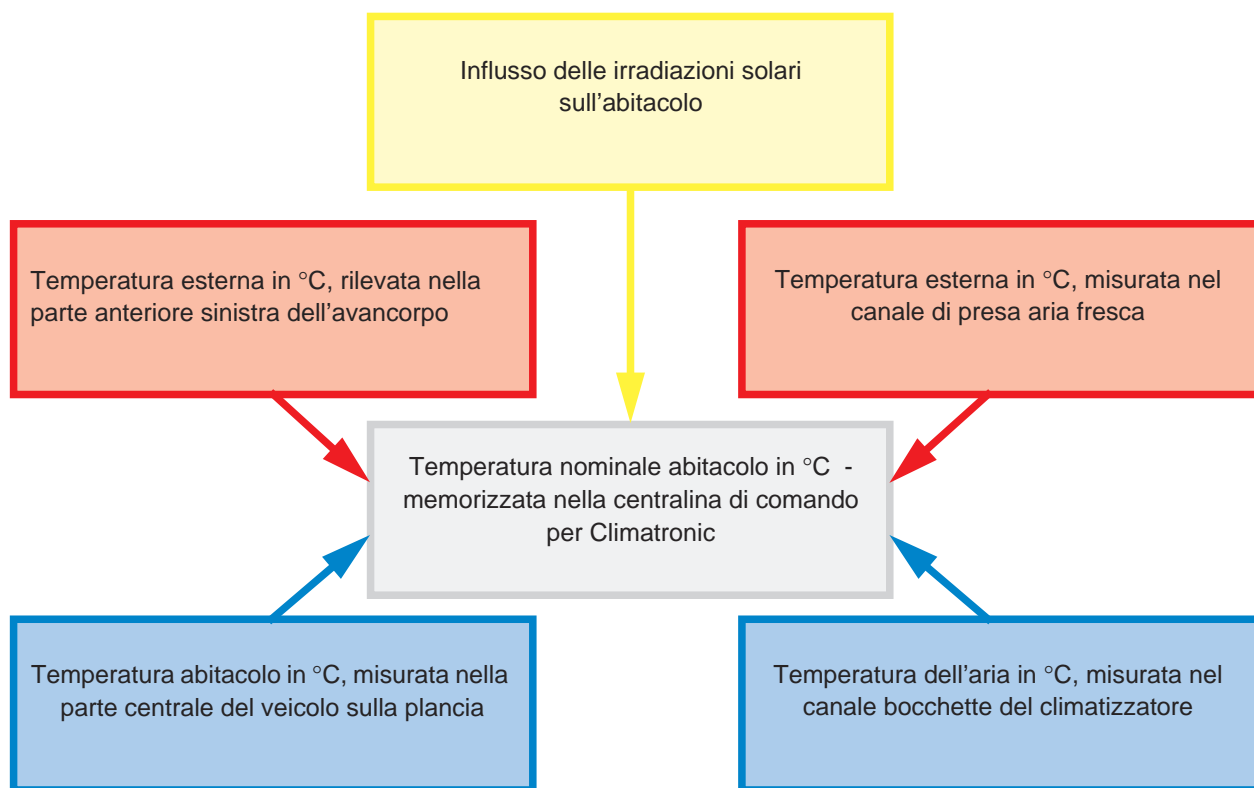 Influsso delle irradiazioni solari
sull’abitacolo
Temperatura esterna in °C, rilevata nella
parte anteriore sinistra dell’avancorpo
Temperatura esterna in °C, misurata nel
canale di presa aria fresca
Temperatura nominale abitacolo in °C -
memorizzata nella centralina di comando
per Climatronic
Temperatura abitacolo in °C, misurata nella
parte centrale del veicolo sulla plancia
Temperatura dell’aria in °C, misurata nel
canale bocchette del climatizzatore